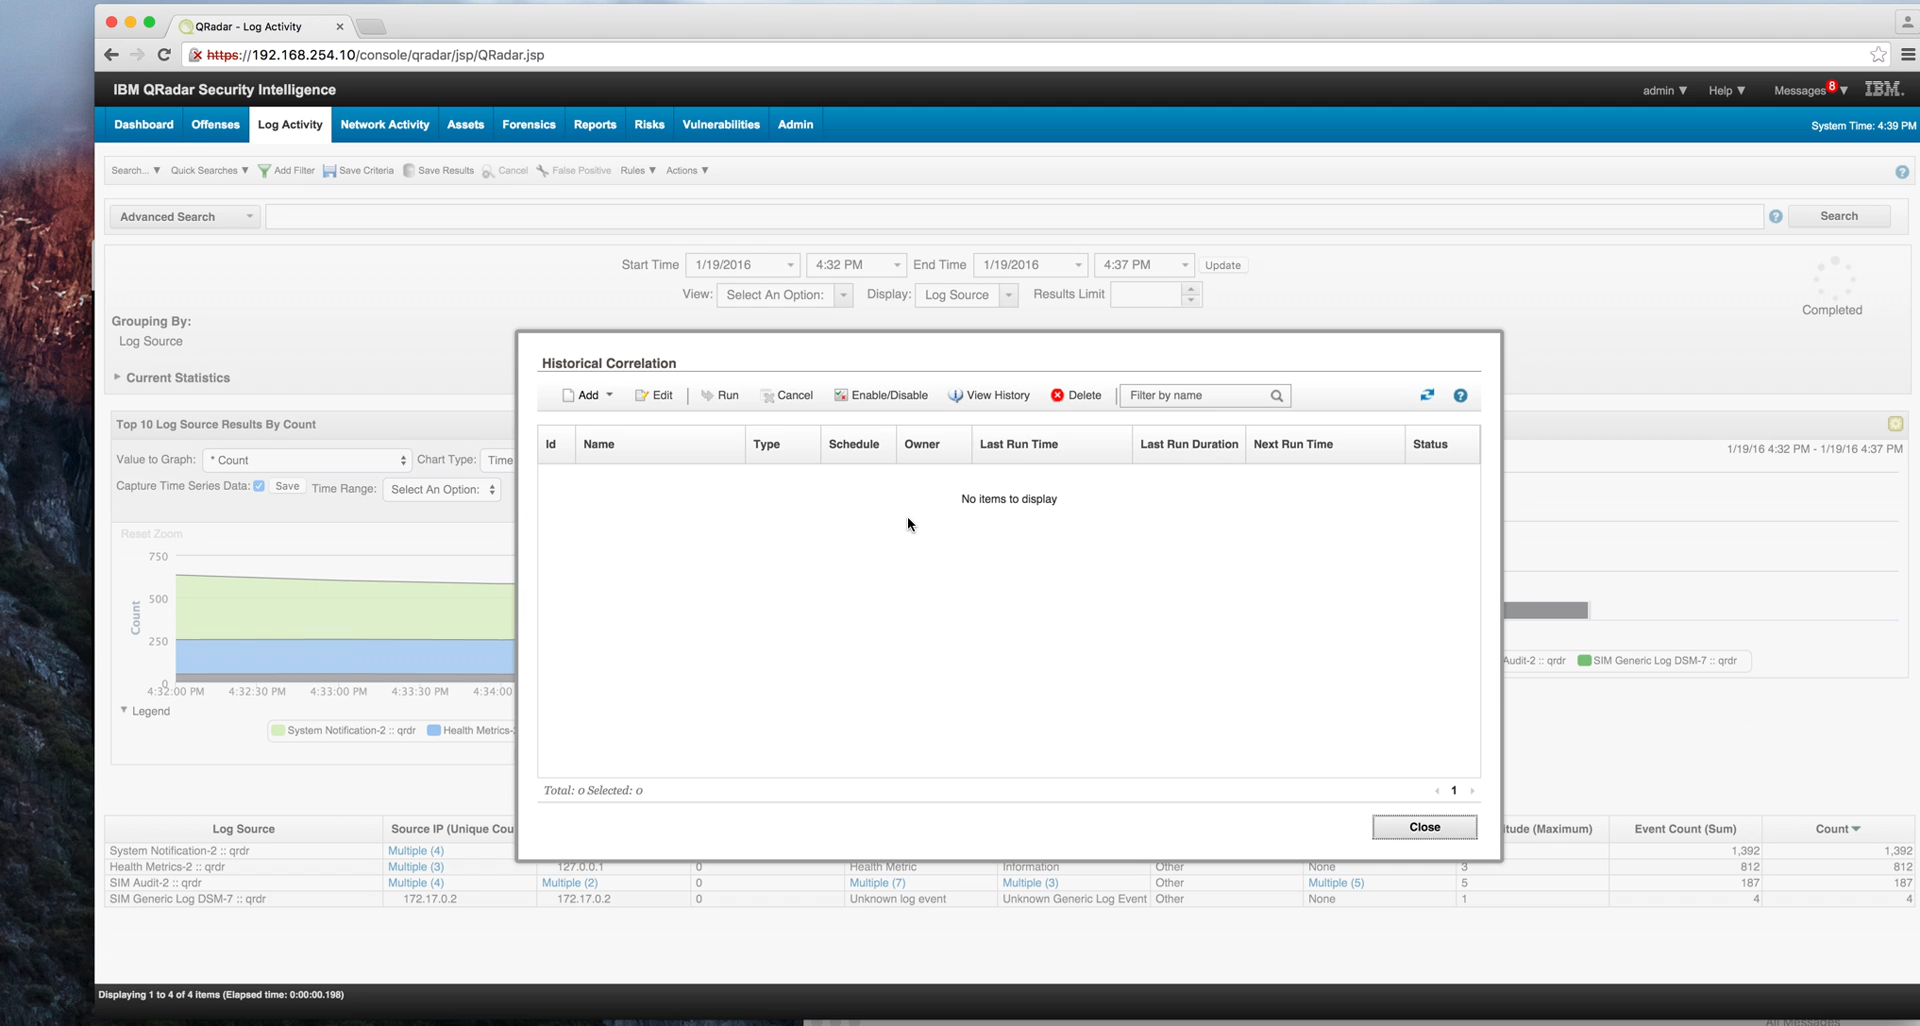 QRadar - Log Activity
https://192.168.254.10/console/qradar/jsp/QRadar.jsp
IBM QRadar Security Intelligence
admin ▼ Help ▼ Messages 8 ▼ IBM.
Dashboard Offenses Log Activity Network Activity Assets Forensics Reports Risks Vulnerabilities Admin System Time: 4:39 PM
Search... ▼ Quick Searches ▼ Add Filter Save Criteria Save Results Cancel False Positive Rules ▼ Actions ▼
Advanced Search Search
Start Time 1/19/2016 4:32 PM End Time 1/19/2016 4:37 PM Update
View: Select An Option: Display: Log Source Results Limit
Completed
Grouping By:
Log Source
Current Statistics
Historical Correlation
Add Edit Run Cancel Enable/Disable View History Delete Filter by name
Id Name Type Schedule Owner Last Run Time Last Run Duration Next Run Time Status
No items to display
Total: 0 Selected: 0
1
Close
Top 10 Log Source Results By Count
1/19/16 4:32 PM - 1/19/16 4:37 PM
Value to Graph: * Count Chart Type: Time
Capture Time Series Data: Save Time Range: Select An Option:
Reset Zoom
750
500
250
0
Count
4:32:00 PM 4:32:30 PM 4:33:00 PM 4:33:30 PM 4:34:00
Legend
System Notification-2 :: qrdr Health Metrics-
Audit-2 :: qrdr SIM Generic Log DSM-7 :: qrdr
Log Source Source IP (Unique Cou itude (Maximum) Event Count (Sum) Count
System Notification-2 :: qrdr Multiple (4) 1,392 1,392
Health Metrics-2 :: qrdr Multiple (3) 127.0.0.1 0 Health Metric Information Other None 3 812 812
SIM Audit-2 :: qrdr Multiple (4) Multiple (2) 0 Multiple (7) Multiple (3) Other Multiple (5) 5 187 187
SIM Generic Log DSM-7 :: qrdr 172.17.0.2 172.17.0.2 0 Unknown log event Unknown Generic Log Event Other None 1 4 4
Displaying 1 to 4 of 4 items (Elapsed time: 0:00:00.198)
All Messages